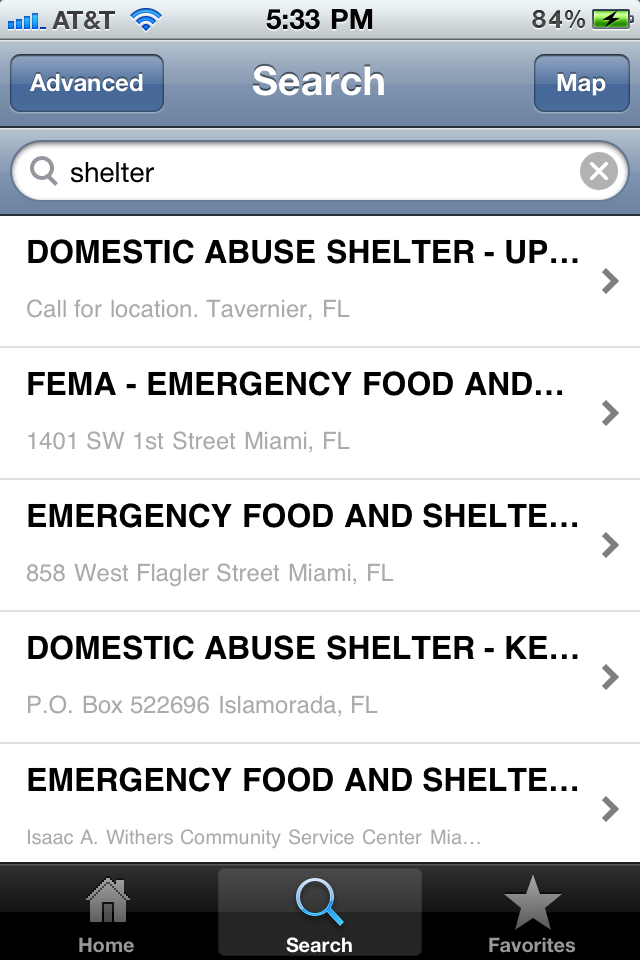 AT&T 5:33 PM 84%
Advanced Search Map
shelter
DOMESTIC ABUSE SHELTER - UP...
Call for location. Tavernier, FL
FEMA - EMERGENCY FOOD AND...
1401 SW 1st Street Miami, FL
EMERGENCY FOOD AND SHELTE...
858 West Flagler Street Miami, FL
DOMESTIC ABUSE SHELTER - KE...
P.O. Box 522696 Islamorada, FL
EMERGENCY FOOD AND SHELTE...
Isaac A. Withers Community Service Center Mia...
Home Search Favorites